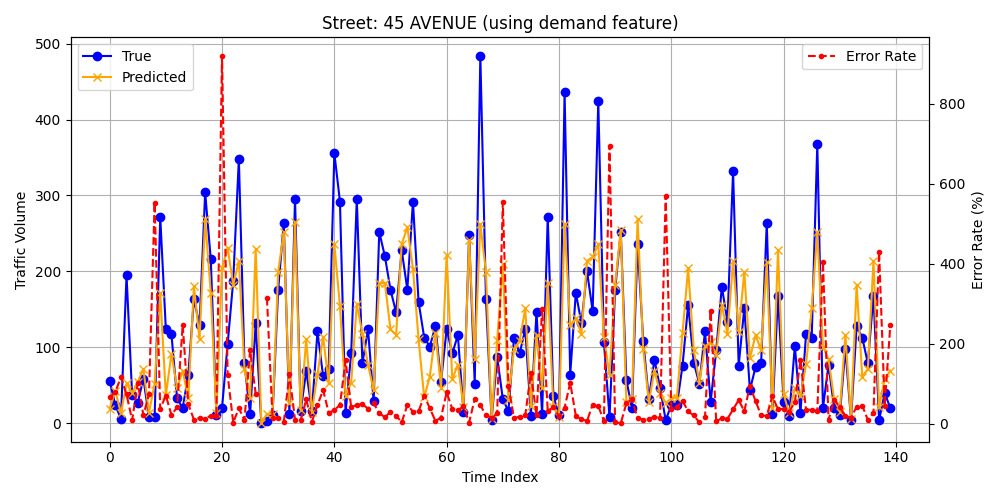 Street: 45 AVENUE (using demand feature)
True
Predicted
Error Rate
Traffic Volume
500
400
300
200
100
0
800
600
400
200
0
Error Rate (%)
0 20 40 60 80 100 120 140
Time Index